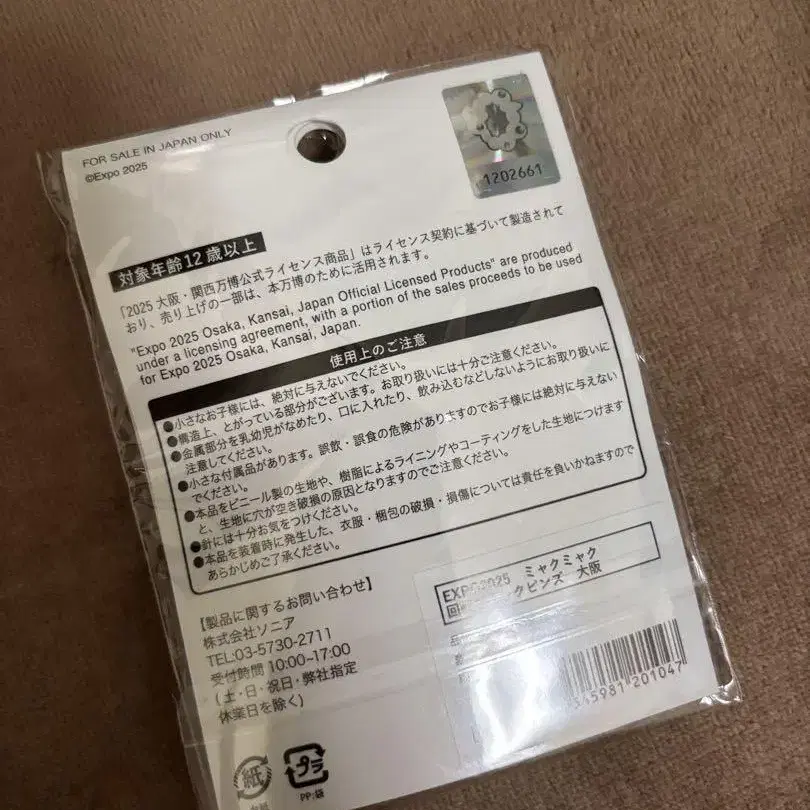 FOR SALE IN JAPAN ONLY
©Expo 2025
1202661
対象年齢12歳以上
「2025 大阪・関西万博公式ライセンス商品」はライセンス契約に基づいて製造されて
おり、売り上げの一部は、本万博のために活用されます。
"Expo 2025 Osaka, Kansai, Japan Official Licensed Products" are produced
under a licensing agreement, with a portion of the sales proceeds to be used
for Expo 2025 Osaka, Kansai, Japan.
使用上のご注意
●小さなお子様には、絶対に与えないでください。
●構造上、とがっている部分がございます。お取り扱いには十分ご注意ください。
●金属部分を乳幼児がなめたり、口に入れたり、飲み込むなどしないようにお取り扱いに
注意してください。
●小さな付属品があります。誤飲・誤食の危険がありますのでお子様には絶対に与えない
でください。
●本品をビニール製の生地や、樹脂によるライニングやコーティングをした生地につけます
と、生地に穴が空き破損の原因となりますのでご注意ください。
●針には十分お気をつけください。
●本品を装着時に発生した、衣服・梱包の破損・損傷については責任を負いかねますので
あらかじめご了承ください。
【製品に関するお問い合わせ】
株式会社ソニア
TEL:03-5730-2711
受付時間 10:00~17:00
(土・日・祝日・弊社指定
休業日を除く)
EXPO2025 ミャクミャク
クピンズ 大阪
545981 201047
紙
プラ
PP:袋